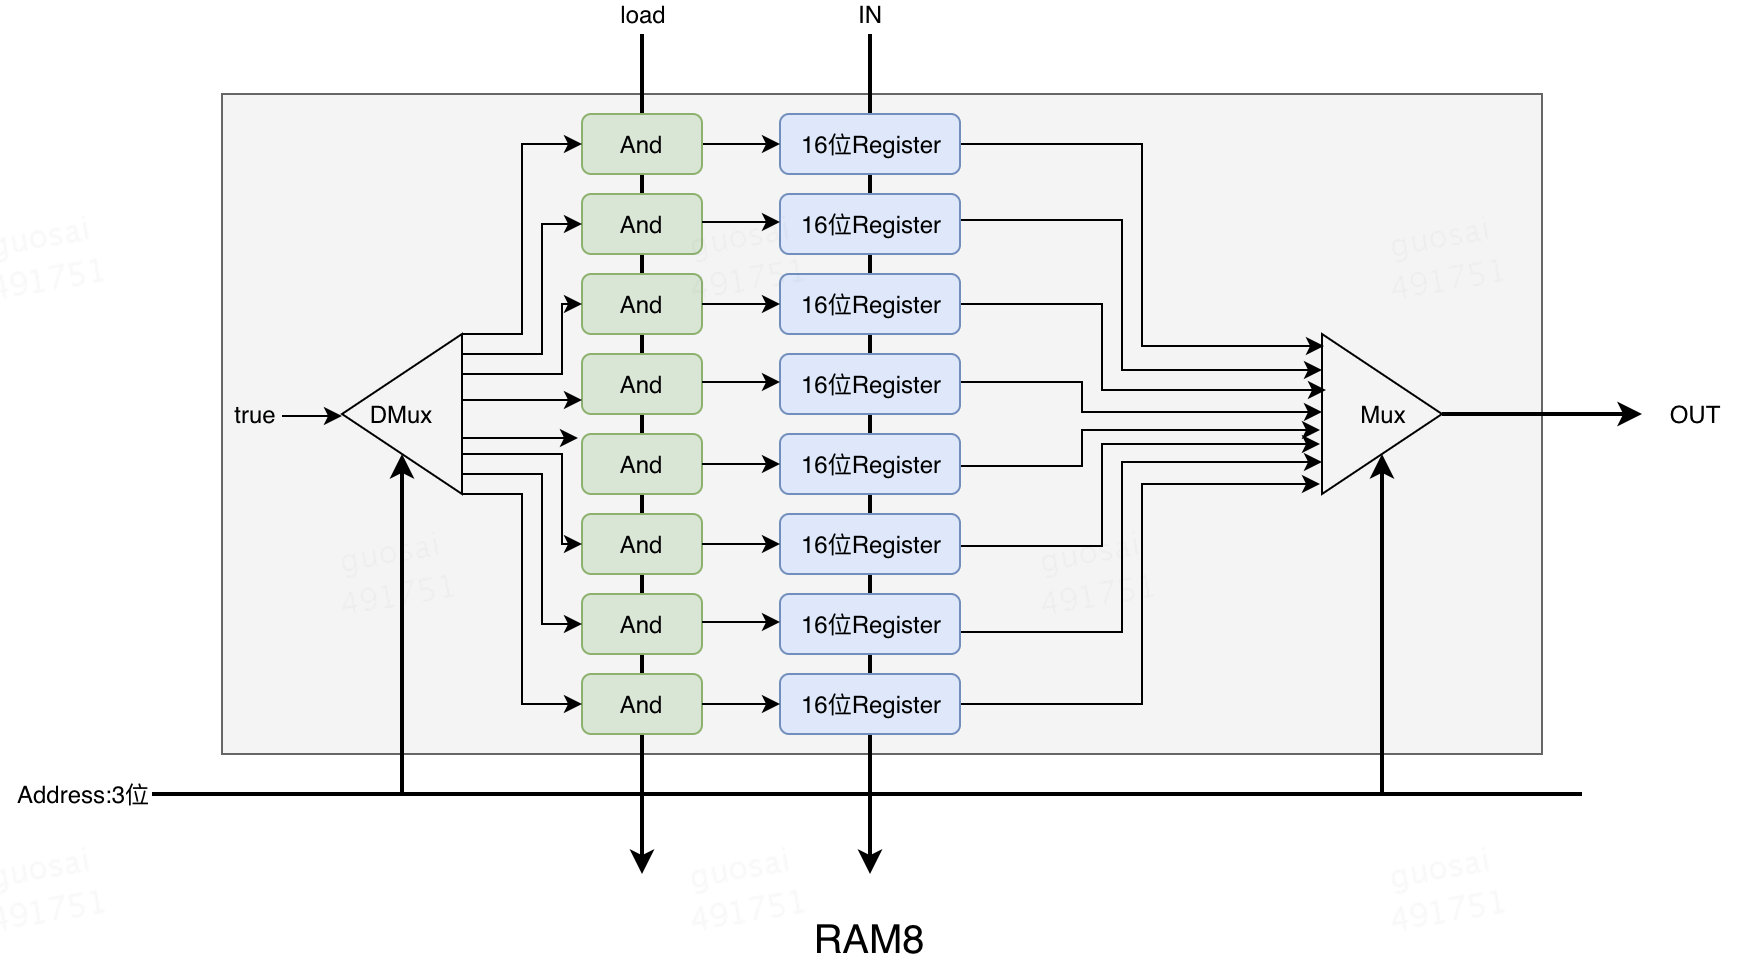 load
IN
And
16位Register
And
16位Register
And
16位Register
And
16位Register
true
DMux
Mux
OUT
And
16位Register
And
16位Register
And
16位Register
And
16位Register
Address:3位
RAM8
guosai
491751
guosai
491751
guosai
491751
guosai
491751
guosai
491751
guosai
491751
guosai
491751
guosai
491751